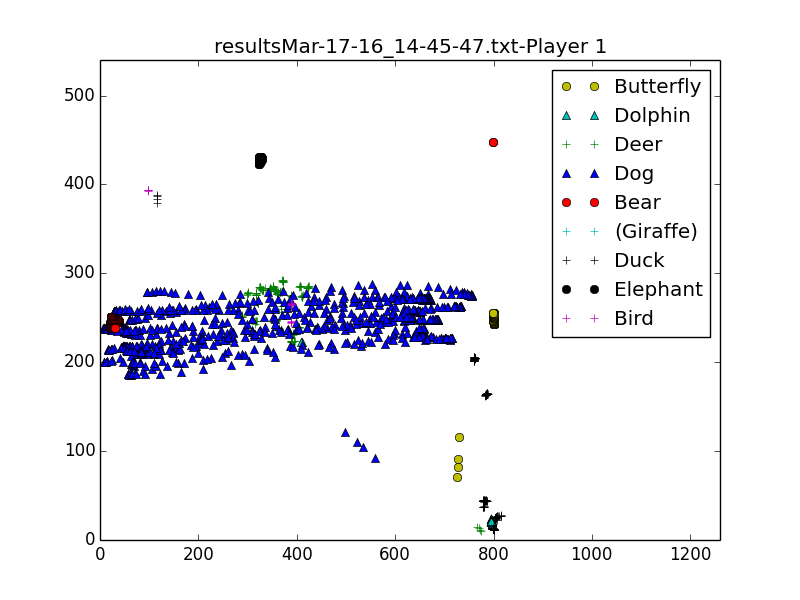 resultsMar-17-16_14-45-47.txt-Player 1
500
400
300
200
100
0
0 200 400 600 800 1000 1200
Butterfly
Dolphin
Deer
Dog
Bear
(Giraffe)
Duck
Elephant
Bird